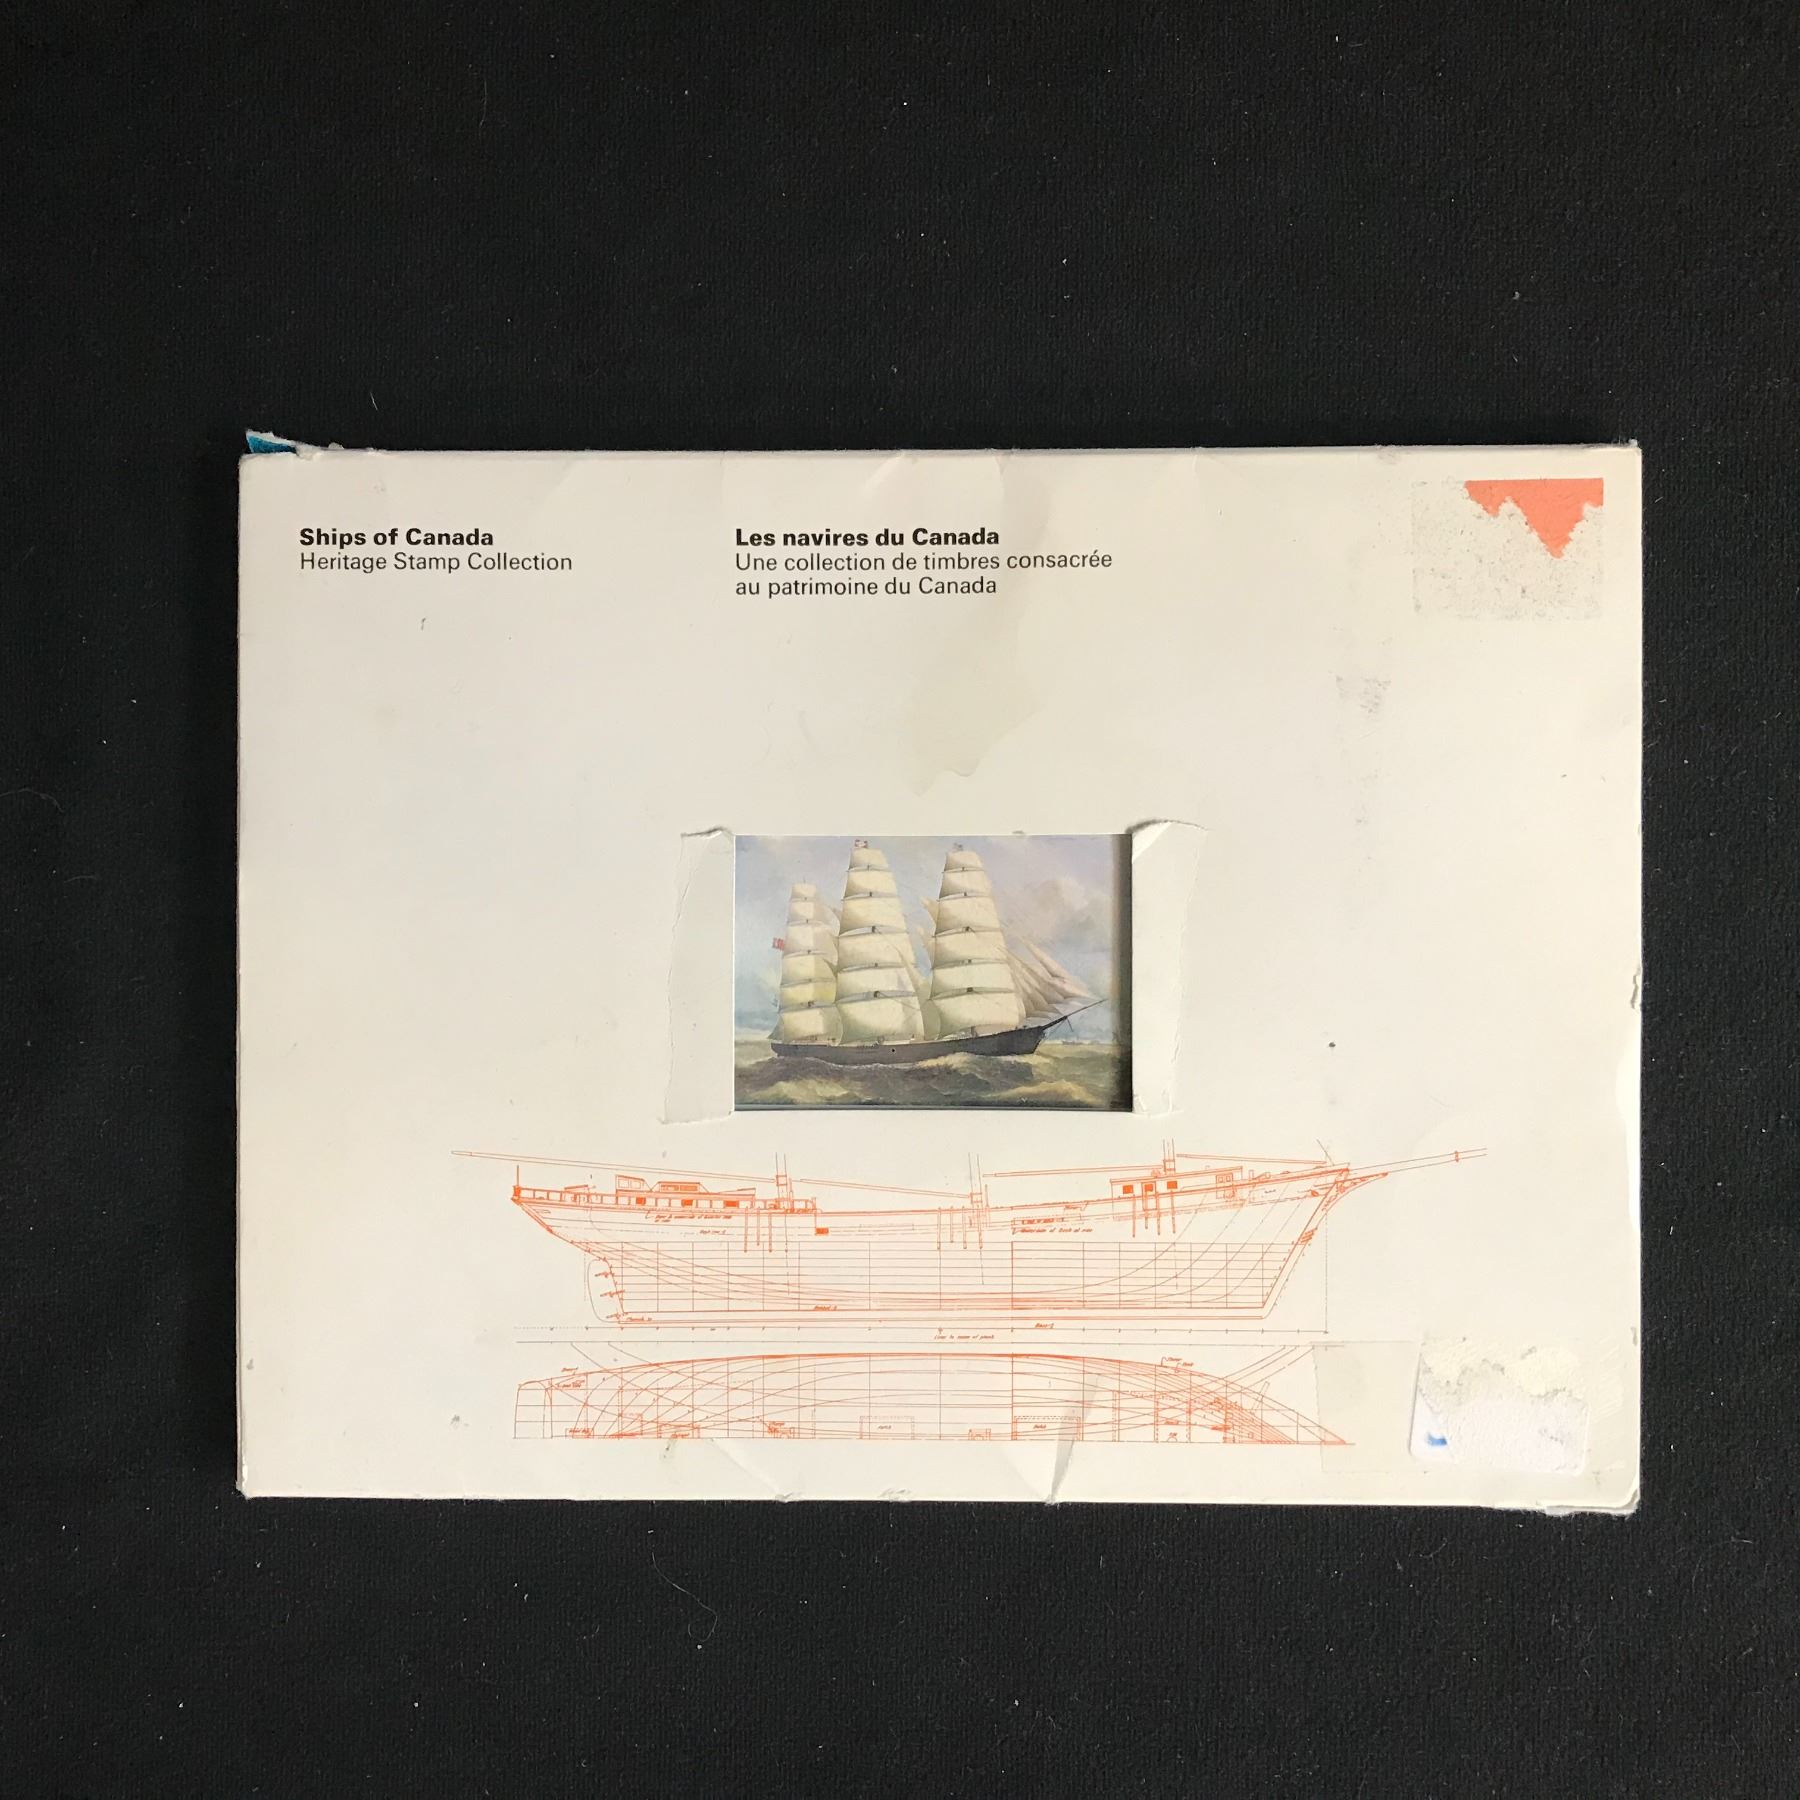 Ships of Canada
Heritage Stamp Collection
Les navires du Canada
Une collection de timbres consacrée
au patrimoine du Canada